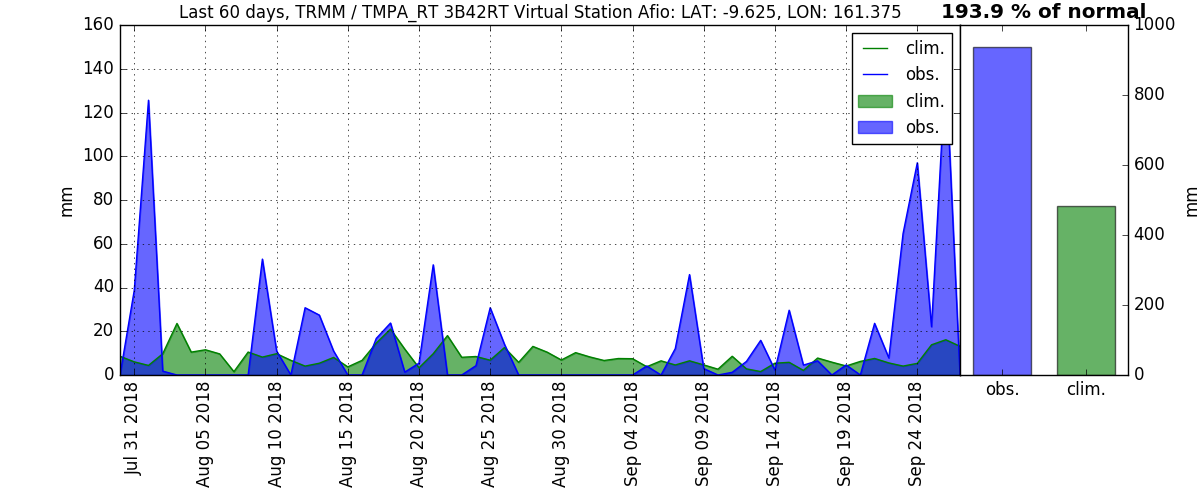 Last 60 days, TRMM / TMPA_RT 3B42RT Virtual Station Afio: LAT: -9.625, LON: 161.375
193.9 % of normal
mm
160
140
120
100
80
60
40
20
0
clim.
obs.
clim.
obs.
1000
800
600
400
200
0
mm
Jul 31 2018
Aug 05 2018
Aug 10 2018
Aug 15 2018
Aug 20 2018
Aug 25 2018
Aug 30 2018
Sep 04 2018
Sep 09 2018
Sep 14 2018
Sep 19 2018
Sep 24 2018
obs.
clim.